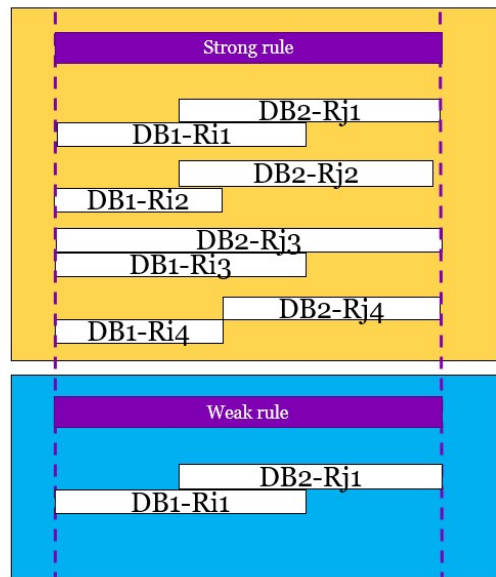 Strong rule
DB2-Rj1
DB1-Ri1
DB2-Rj2
DB1-Ri2
DB2-Rj3
DB1-Ri3
DB2-Rj4
DB1-Ri4
Weak rule
DB2-Rj1
DB1-Ri1